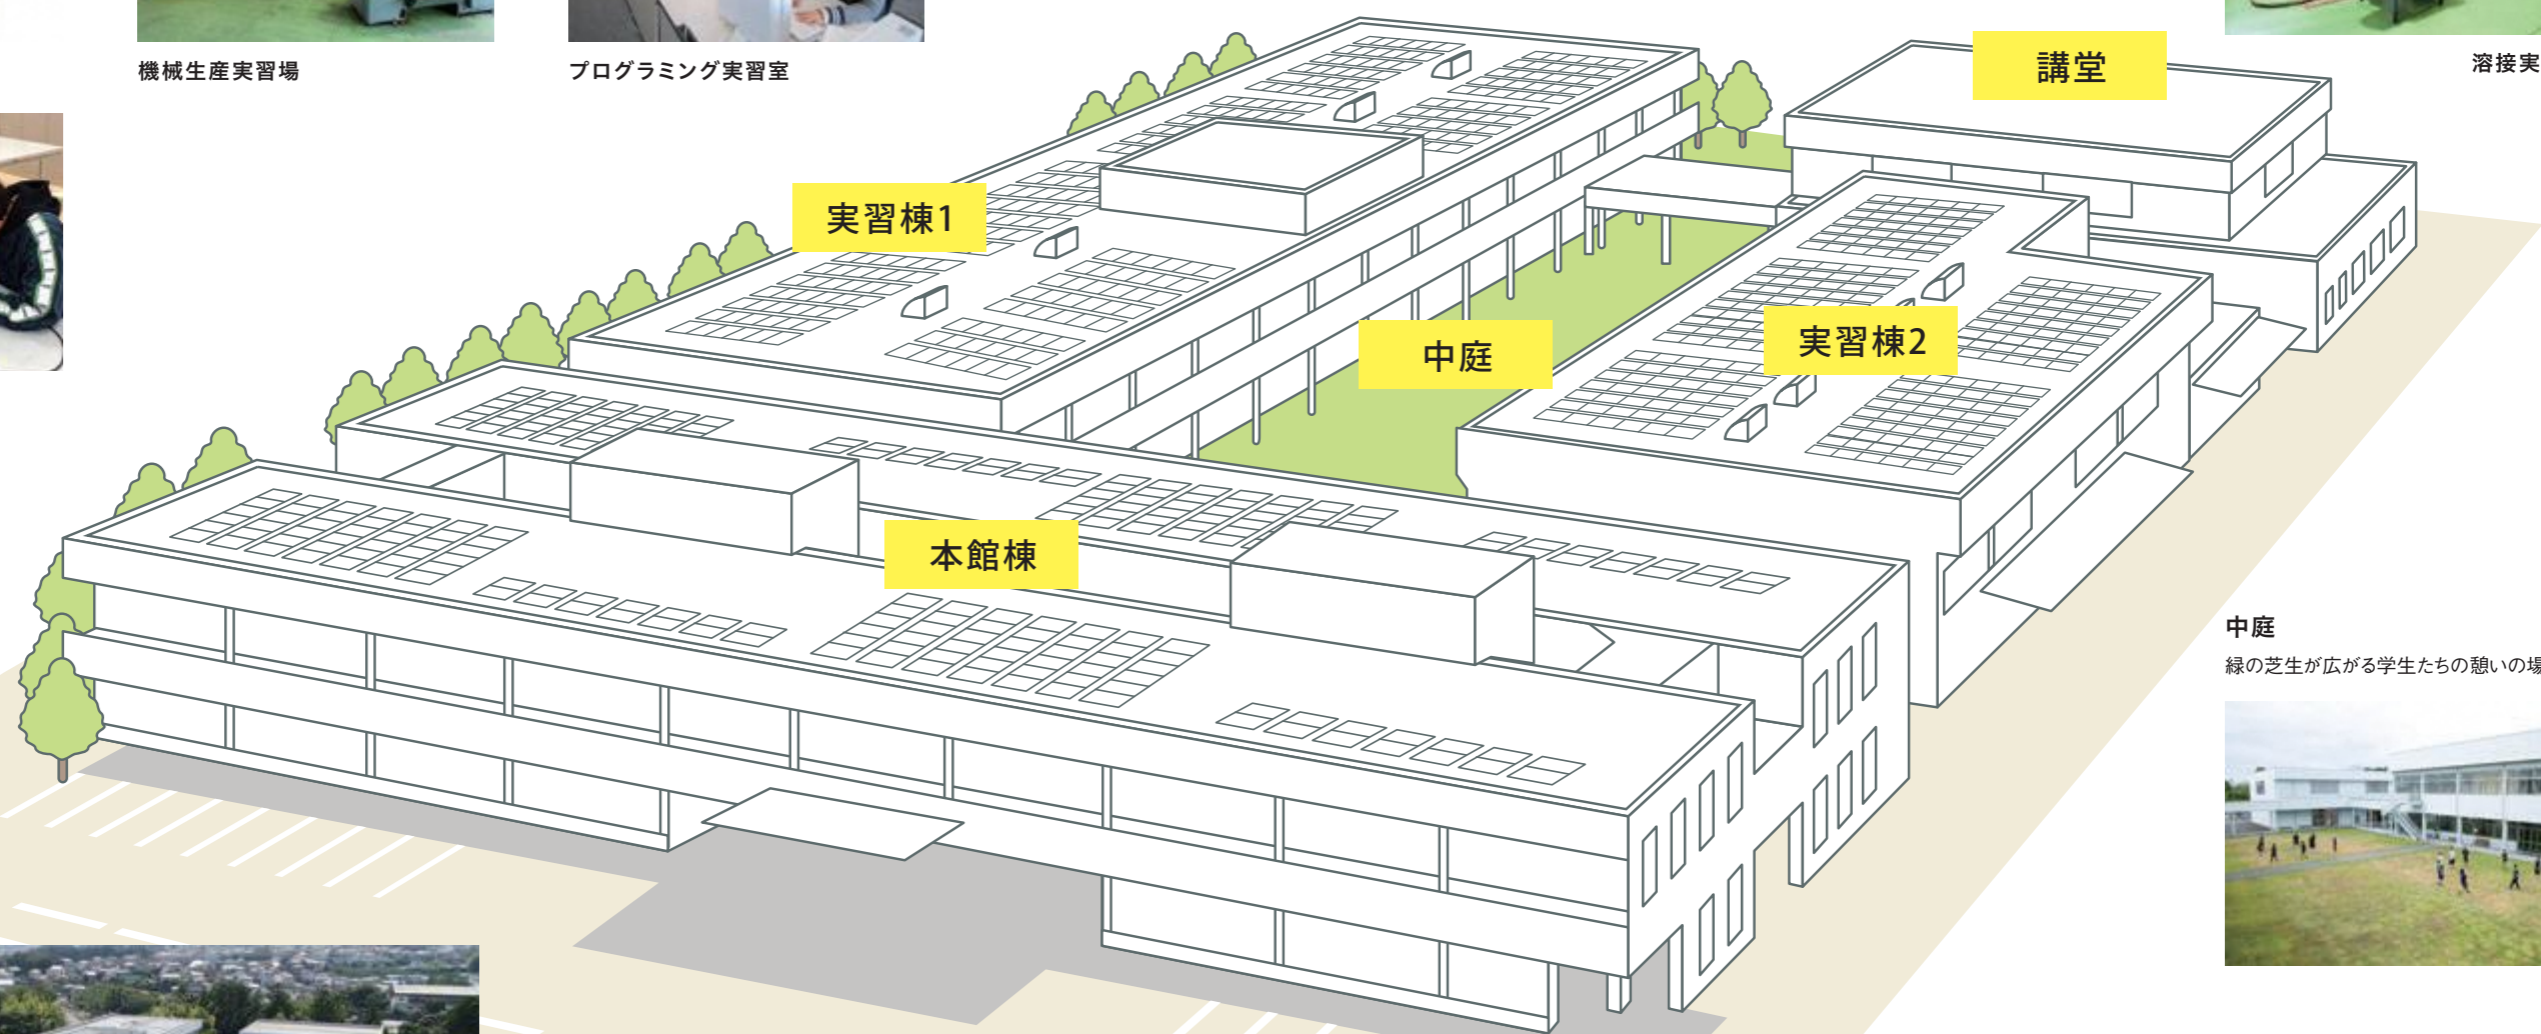 機械生産実習場
プログラミング実習室
溶接実
講堂
実習棟1
中庭
実習棟2
本館棟
中庭
緑の芝生が広がる学生たちの憩いの場